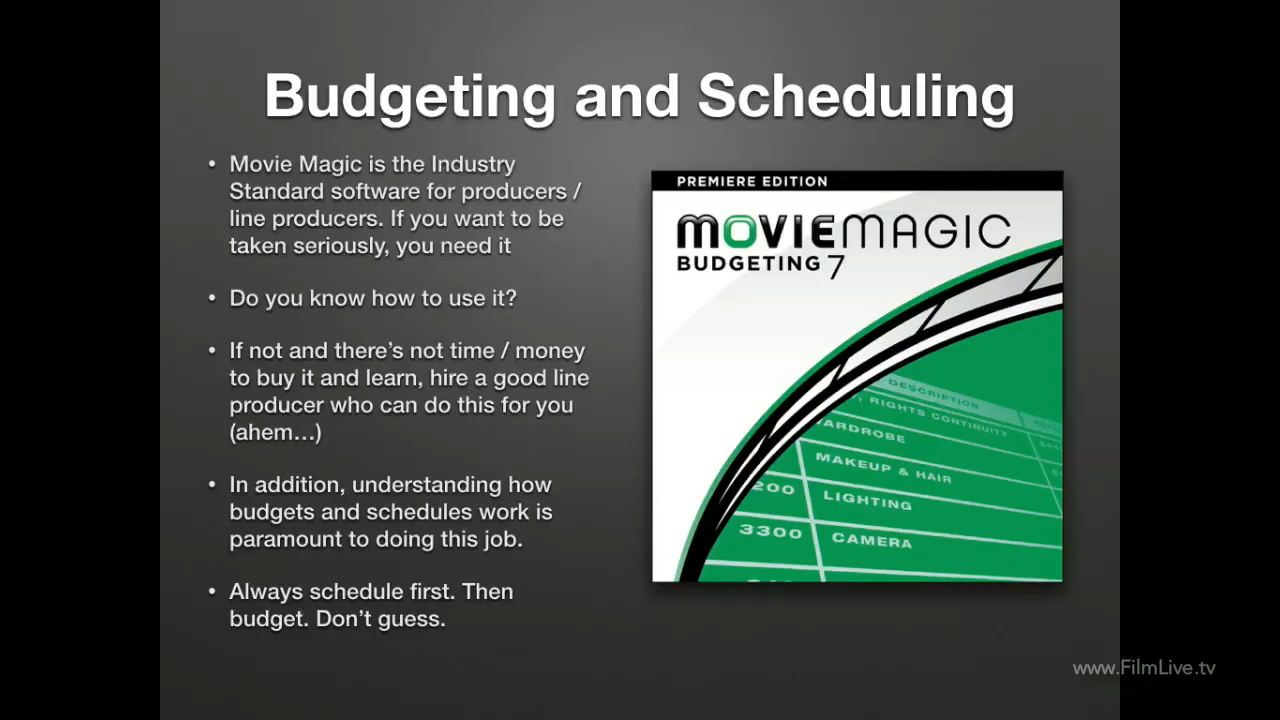 Budgeting and Scheduling
• Movie Magic is the Industry
Standard software for producers /
line producers. If you want to be
taken seriously, you need it
• Do you know how to use it?
• If not and there’s not time / money
to buy it and learn, hire a good line
producer who can do this for you
(ahem…)
• In addition, understanding how
budgets and schedules work is
paramount to doing this job.
• Always schedule first. Then
budget. Don’t guess.
PREMIERE EDITION
MOVIEMAGIC
BUDGETING 7
DESCRIPTION
RIGHTS CONTINUITY
ARDROBE
MAKEUP & HAIR
200 LIGHTING
3300 CAMERA
www.FilmLive.tv